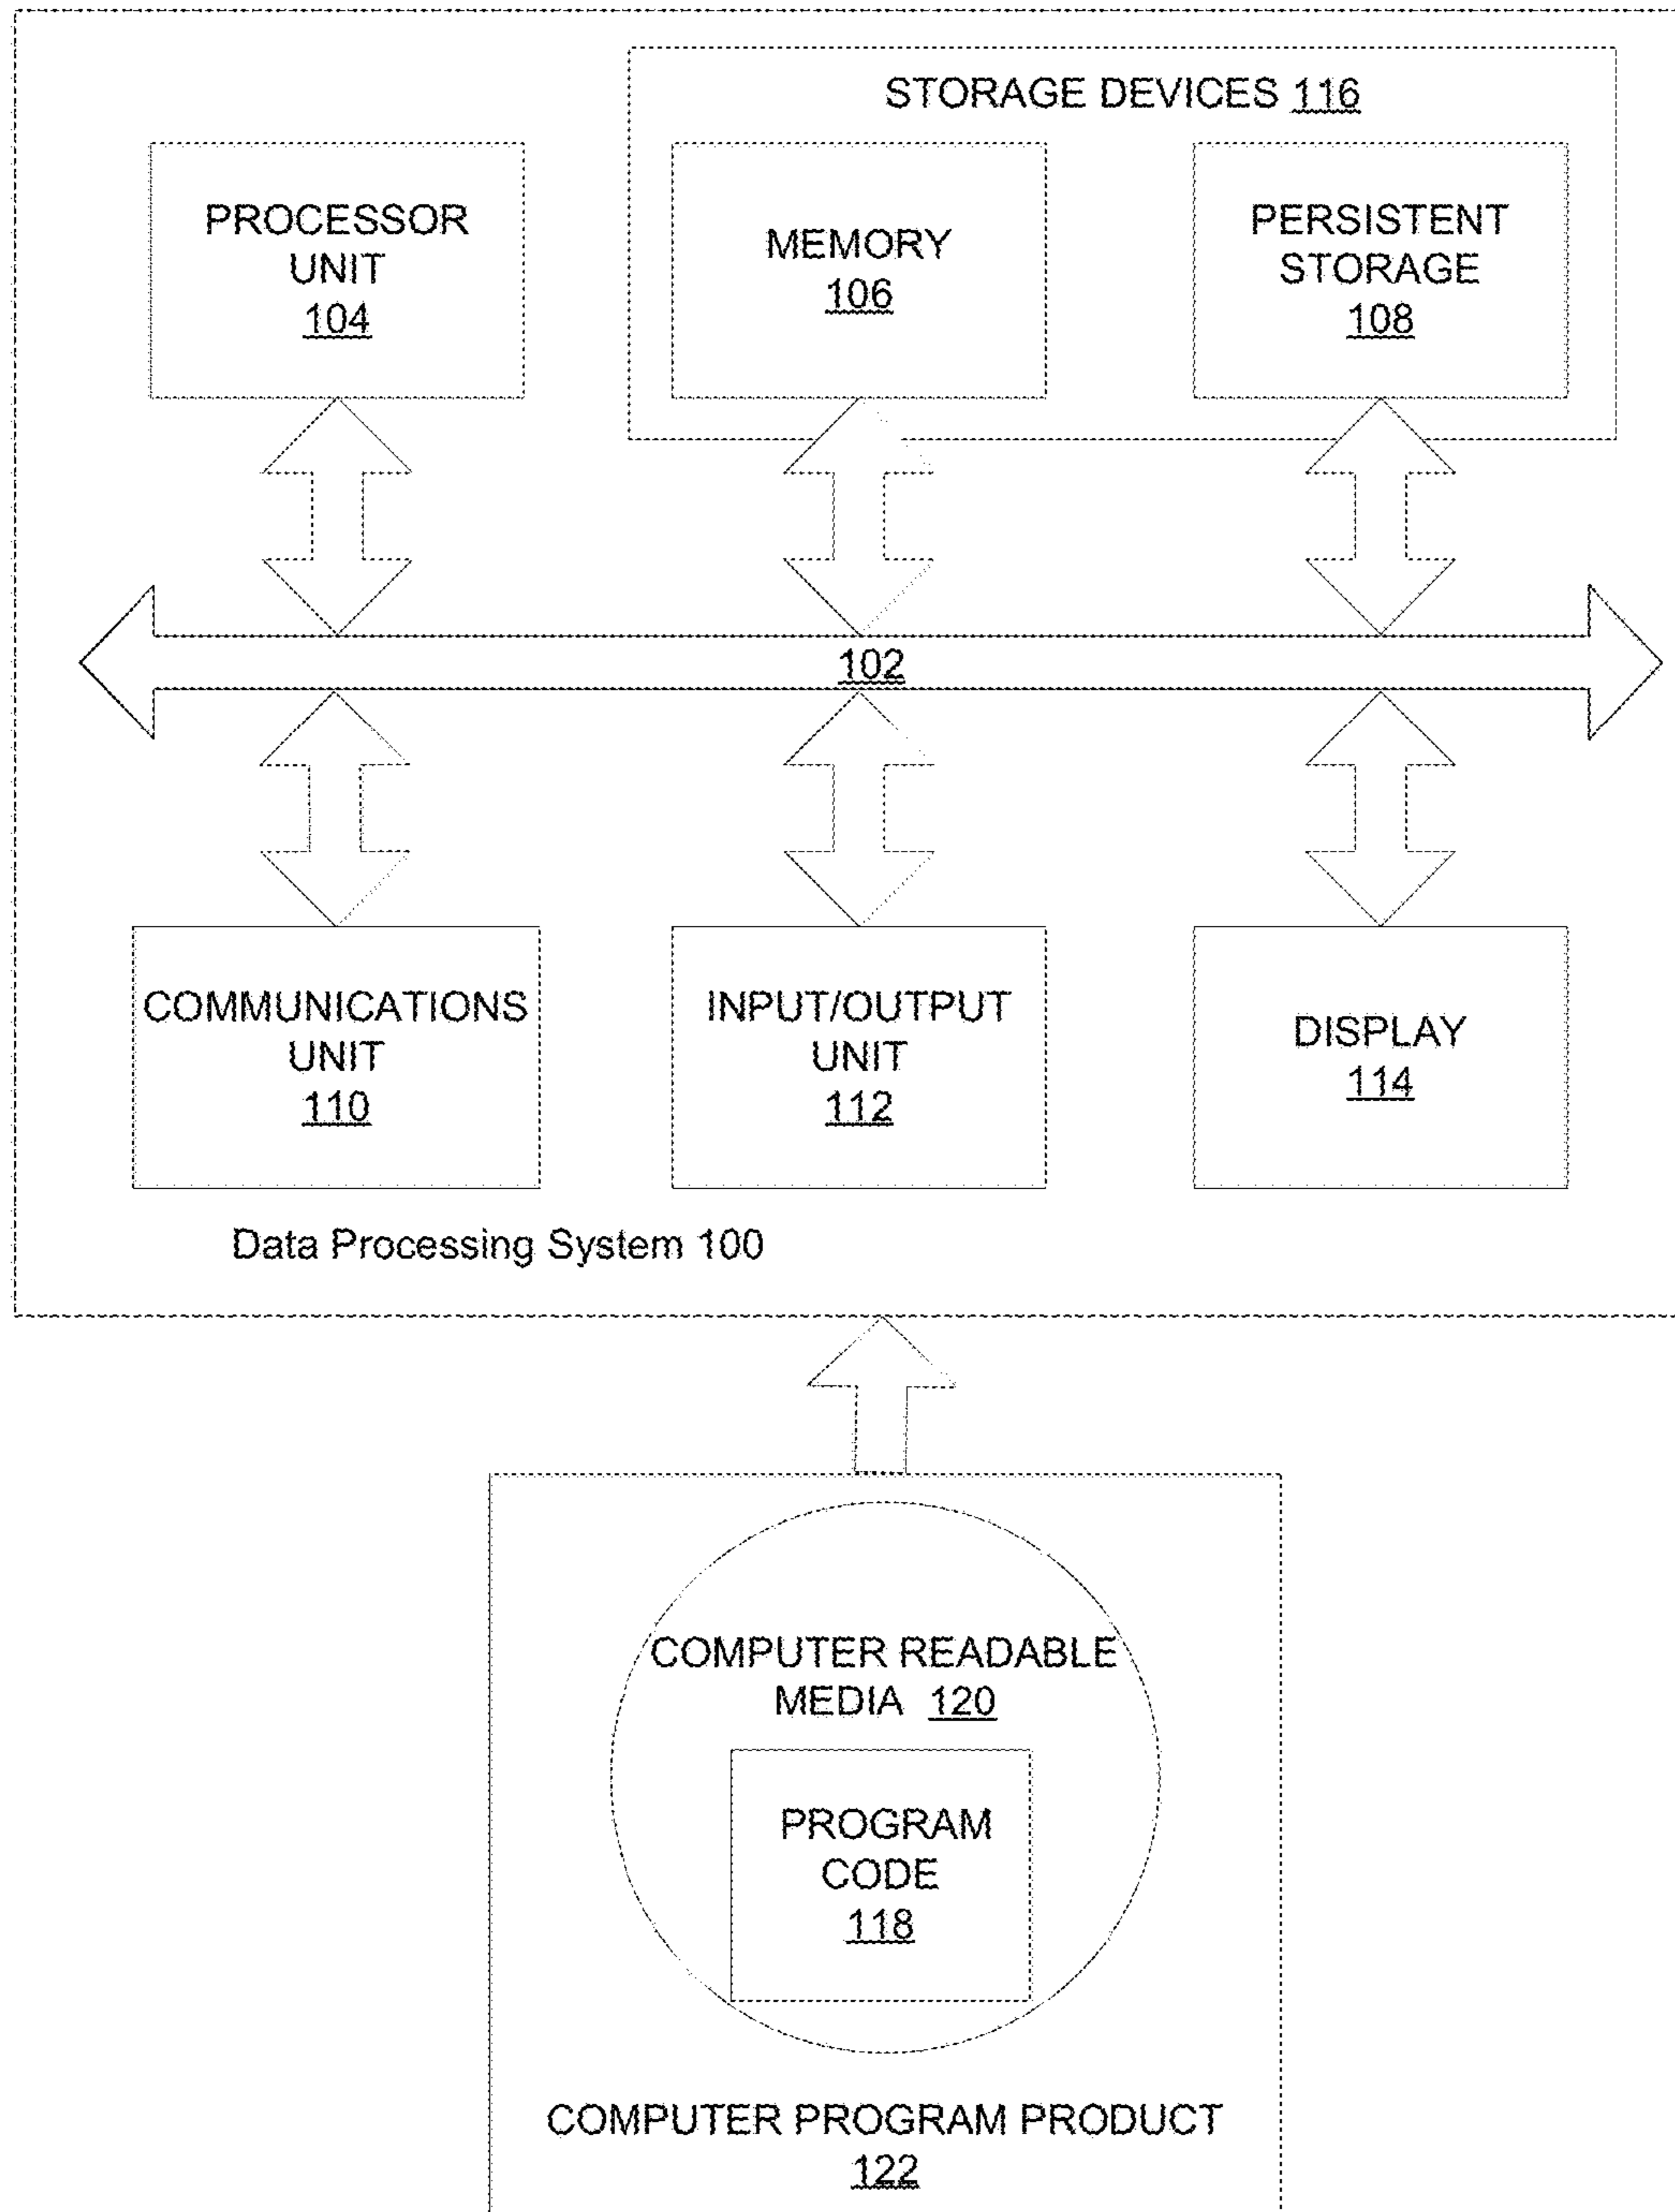 STORAGE DEVICES 116
PROCESSOR
UNIT
104
MEMORY
106
PERSISTENT
STORAGE
108
102
COMMUNICATIONS
UNIT
110
INPUT/OUTPUT
UNIT
112
DISPLAY
114
Data Processing System 100
COMPUTER READABLE
MEDIA 120
PROGRAM
CODE
118
COMPUTER PROGRAM PRODUCT
122